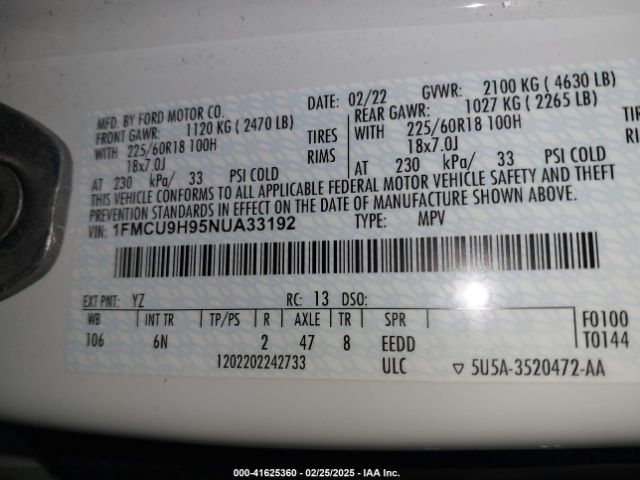 MFD. BY FORD MOTOR CO.
DATE: 02/22 GVWR: 2100 KG ( 4630 LB)
FRONT GAWR: 1120 KG (2470 LB)
REAR GAWR: 1027 KG ( 2265 LB)
WITH 225/60R18 100H TIRES WITH 225/60R18 100H
18x7.0J RIMS 18x7.0J
AT 230 kPa/ 33 PSI COLD AT 230 kPa/ 33 PSI COLD
THIS VEHICLE CONFORMS TO ALL APPLICABLE FEDERAL MOTOR VEHICLE SAFETY AND THEFT
PREVENTION STANDARDS IN EFFECT ON THE DATE OF MANUFACTURE SHOWN ABOVE.
VIN: 1FMCU9H95NUA33192 TYPE: MPV
EXT PNT: YZ RC: 13 DSO:
WB INT TR TP/PS R AXLE TR SPR F0100
106 6N 2 47 8 EEDD T0144
1202202242733 ULC ▽ 5U5A-3520472-AA
000-41625360 - 02/25/2025 - IAA Inc.